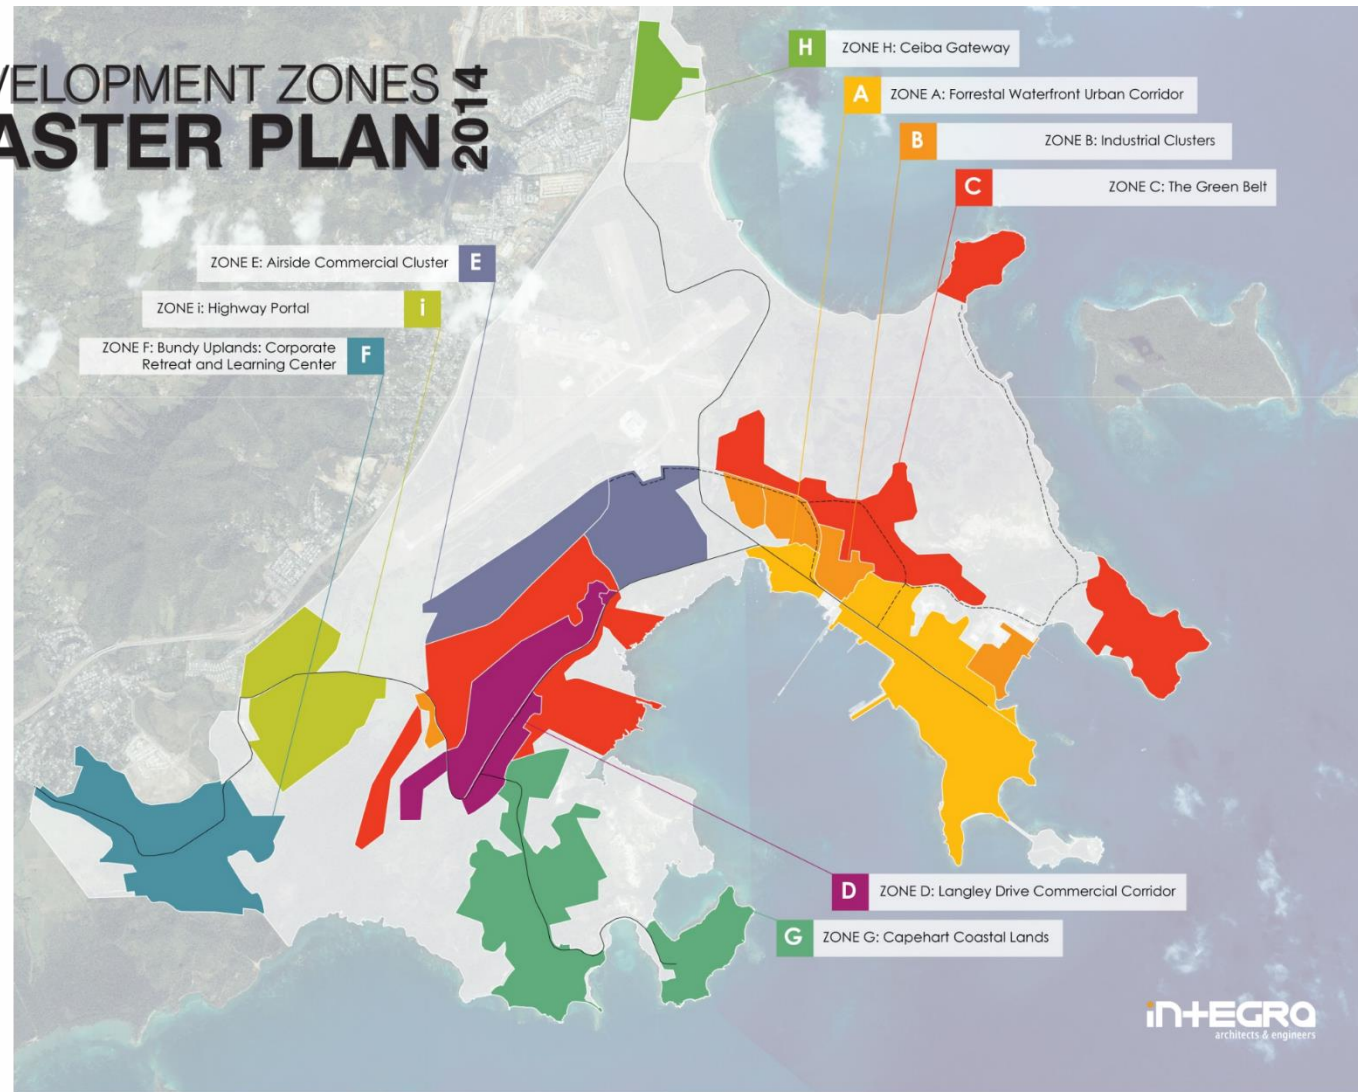 VELOPMENT ZONES
ASTER PLAN
2014
H
ZONE H: Ceiba Gateway
A
ZONE A: Forrestal Waterfront Urban Corridor
B
ZONE B: Industrial Clusters
C
ZONE C: The Green Belt
ZONE E: Airside Commercial Cluster
E
ZONE i: Highway Portal
i
ZONE F: Bundy Uplands: Corporate
Retreat and Learning Center
F
D
ZONE D: Langley Drive Commercial Corridor
G
ZONE G: Capehart Coastal Lands
in+EGRA
architects & engineers